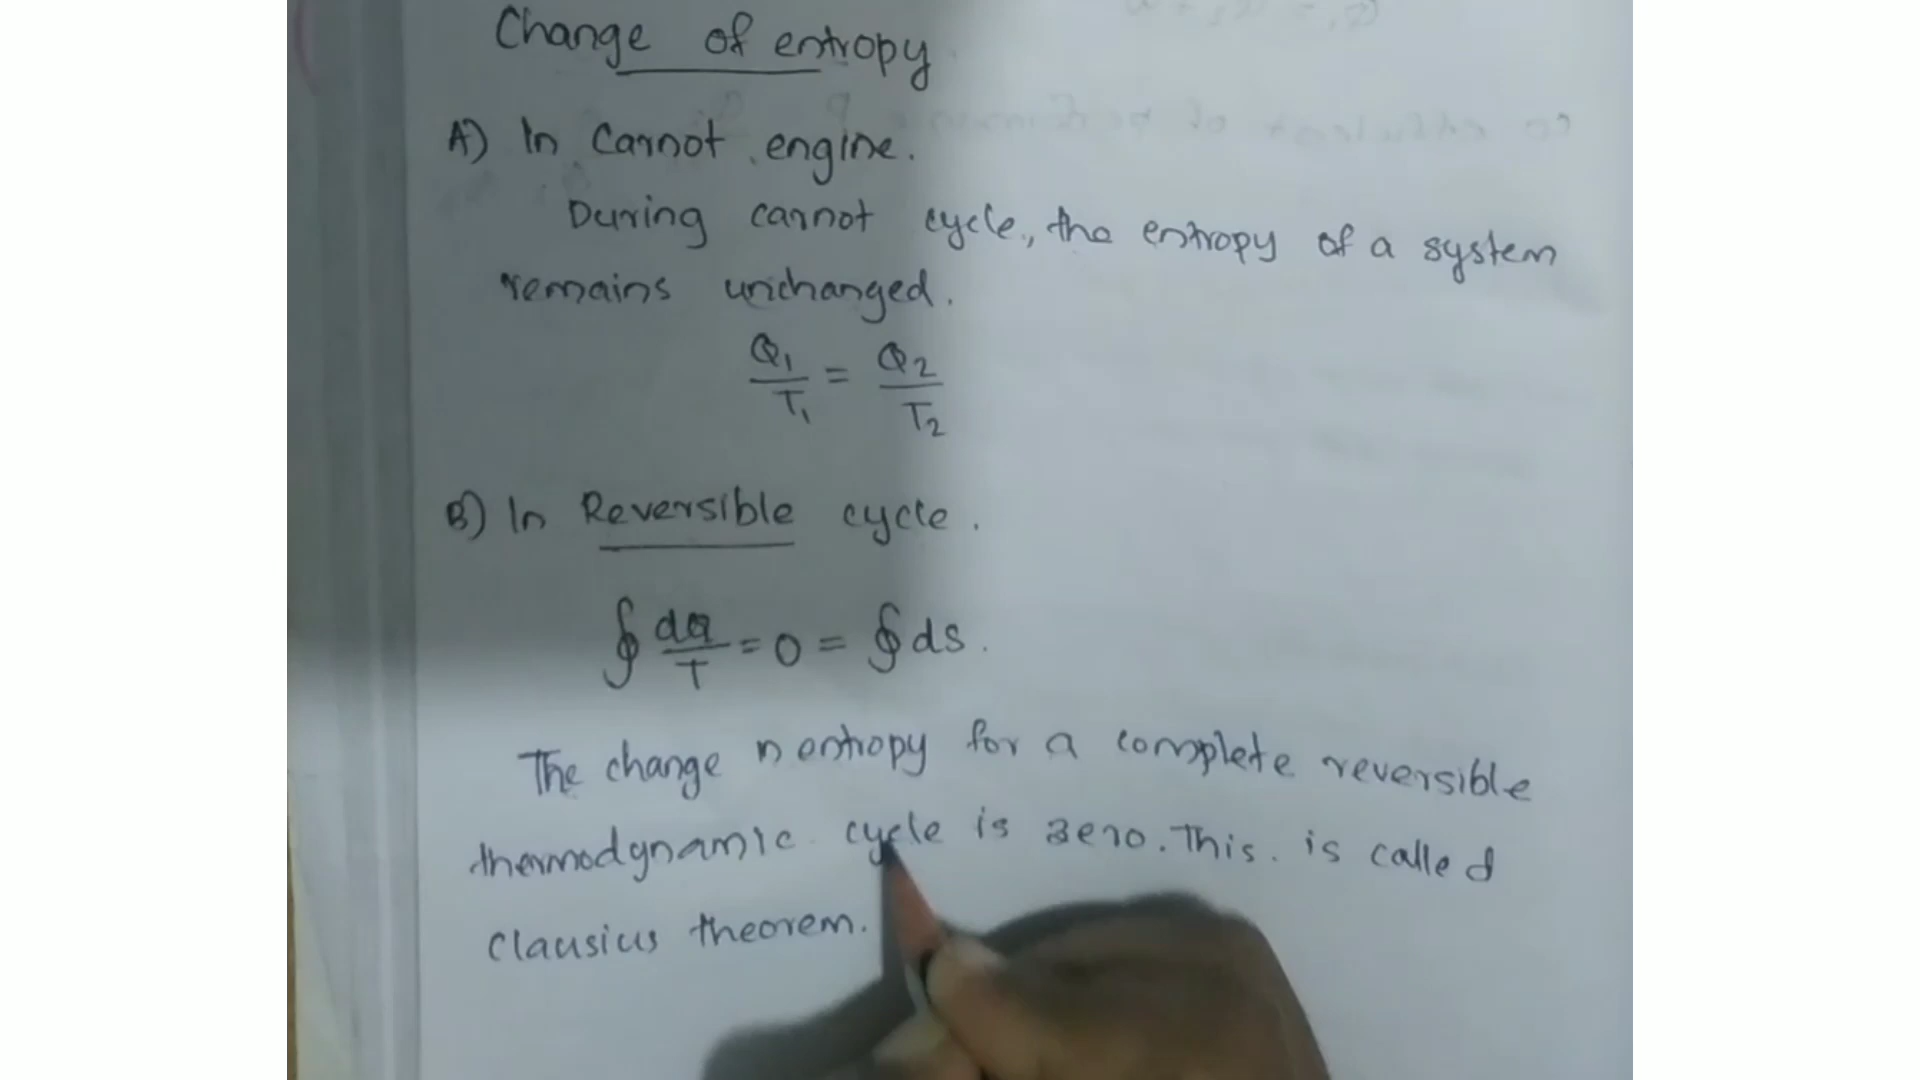 Change of entropy
A) In Carnot engine.
During carnot cycle, the entropy of a system
remains unchanged.
Q₁/T₁ = Q₂/T₂
B) In Reversible cycle.
∮ dQ/T = 0 = ∮ ds.
The change n entropy for a complete reversible
thermodynamic cycle is zero. This. is called
Clausius theorem.